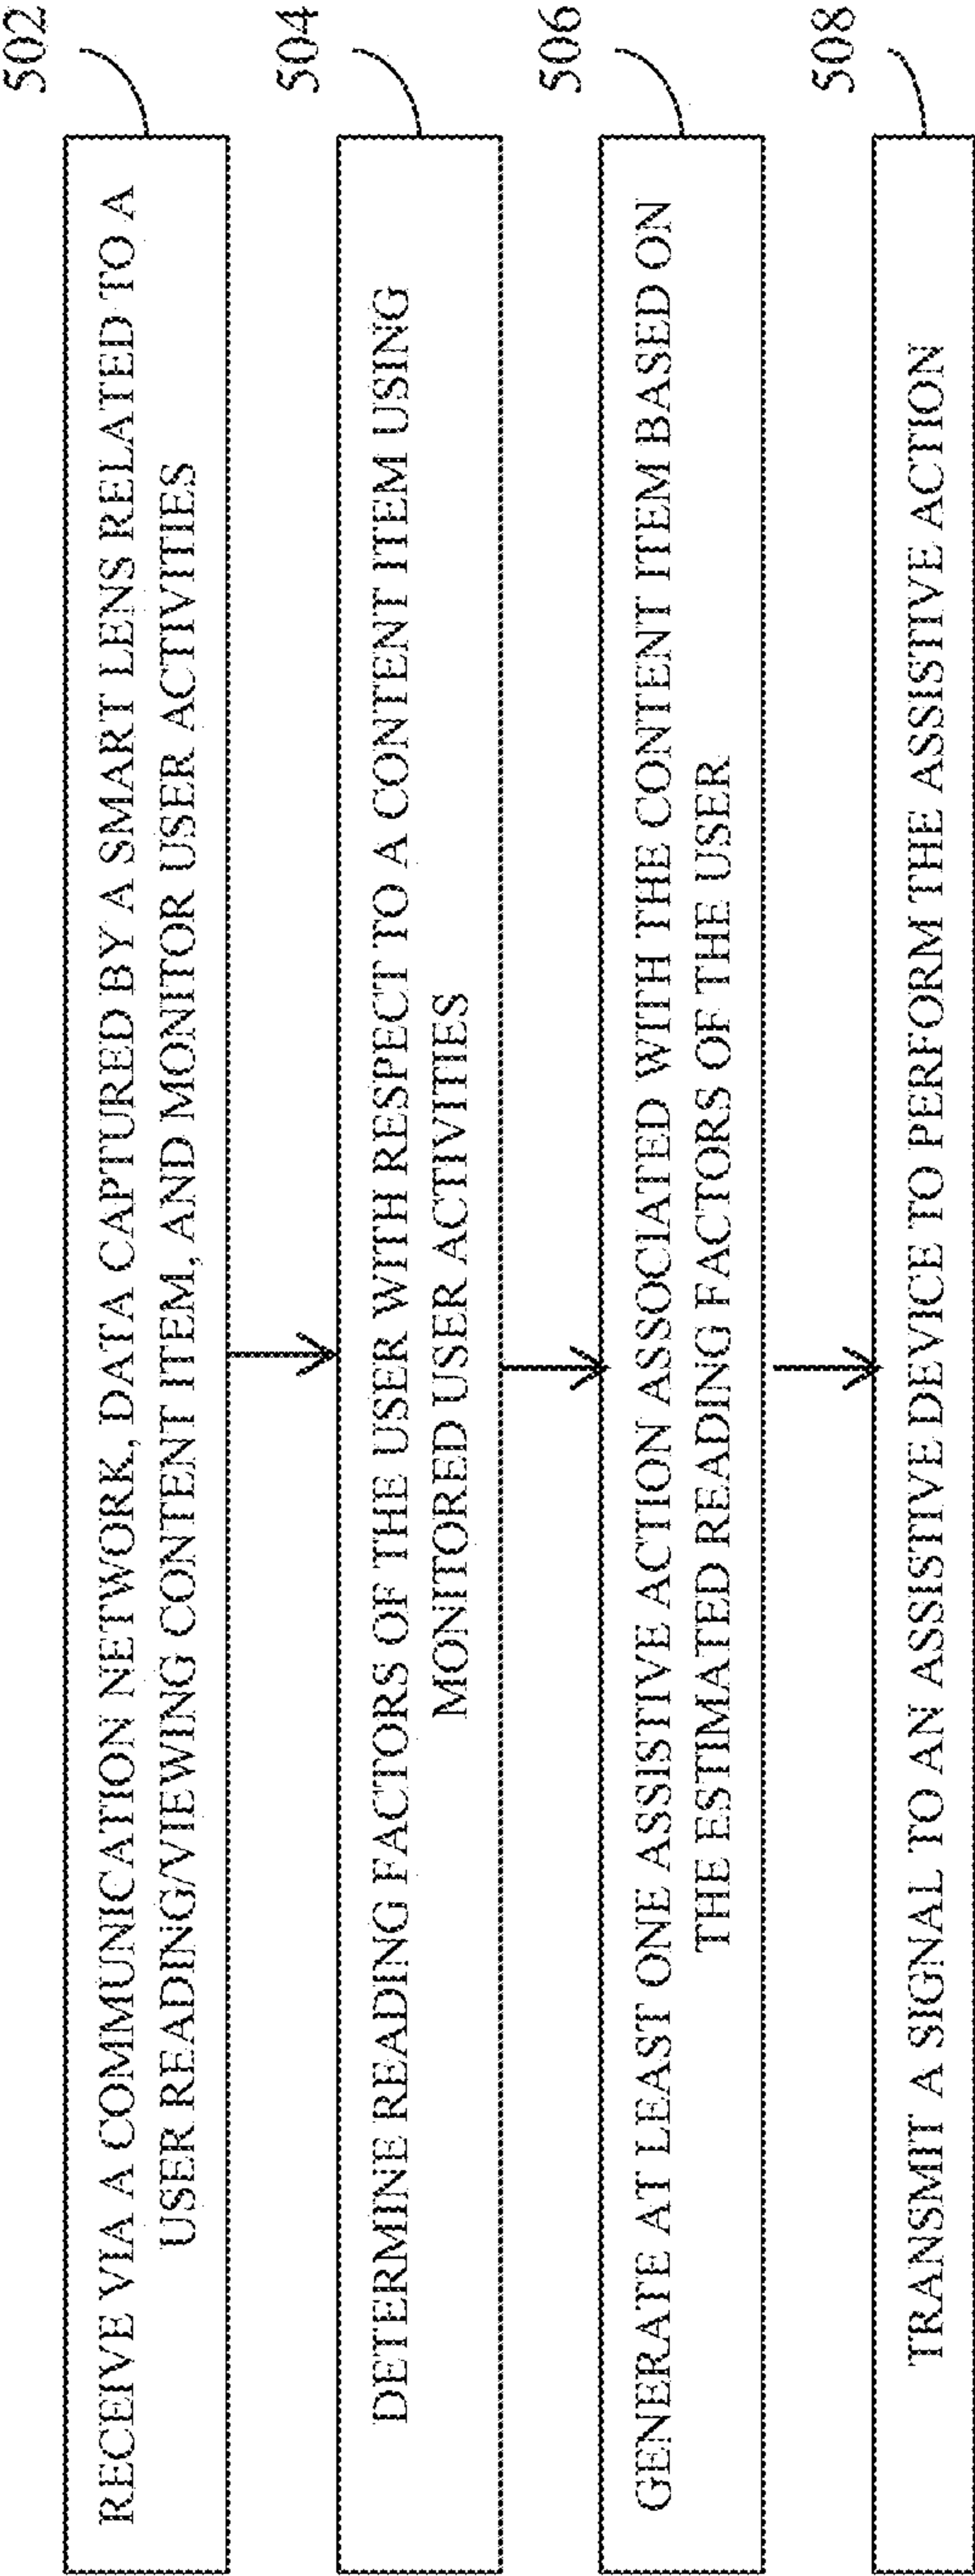 502
RECEIVE VIA A COMMUNICATION NETWORK, DATA CAPTURED BY A SMART LENS RELATED TO A
USER READING/VIEWING CONTENT ITEM, AND MONITOR USER ACTIVITIES
504
DETERMINE READING FACTORS OF THE USER WITH RESPECT TO A CONTENT ITEM USING
MONITORED USER ACTIVITIES
506
GENERATE AT LEAST ONE ASSISTIVE ACTION ASSOCIATED WITH THE CONTENT ITEM BASED ON
THE ESTIMATED READING FACTORS OF THE USER
508
TRANSMIT A SIGNAL TO AN ASSISTIVE DEVICE TO PERFORM THE ASSISTIVE ACTION